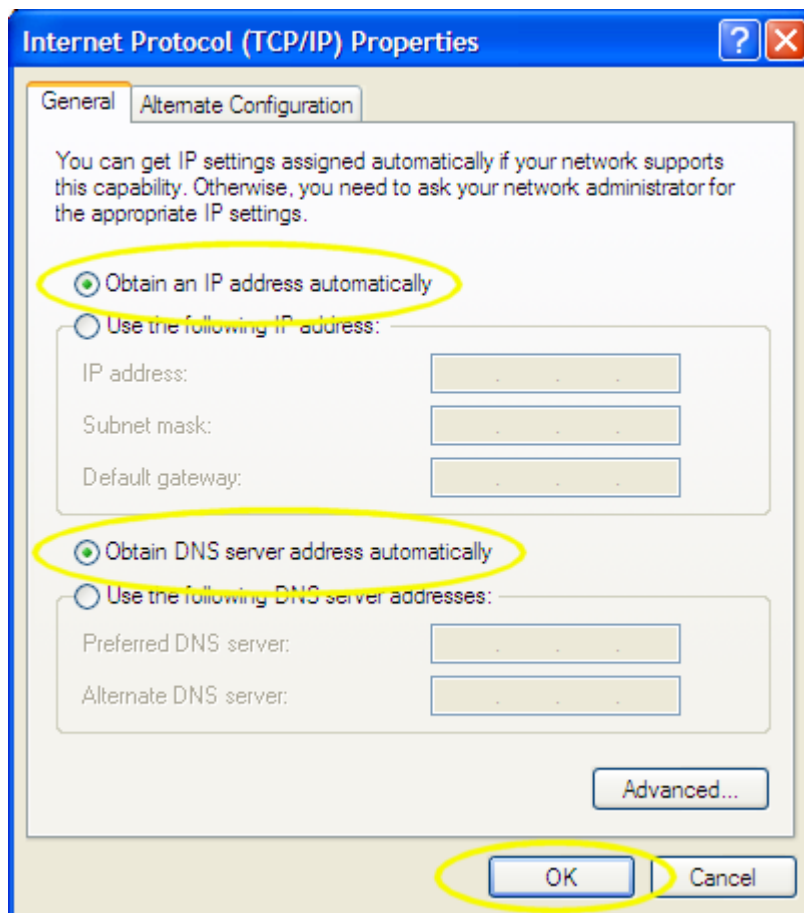 Internet Protocol (TCP/IP) Properties
General
Alternate Configuration
You can get IP settings assigned automatically if your network supports
this capability. Otherwise, you need to ask your network administrator for
the appropriate IP settings.
Obtain an IP address automatically
Use the following IP address:
IP address:
Subnet mask:
Default gateway:
Obtain DNS server address automatically
Use the following DNS server addresses:
Preferred DNS server:
Alternate DNS server:
Advanced...
OK
Cancel